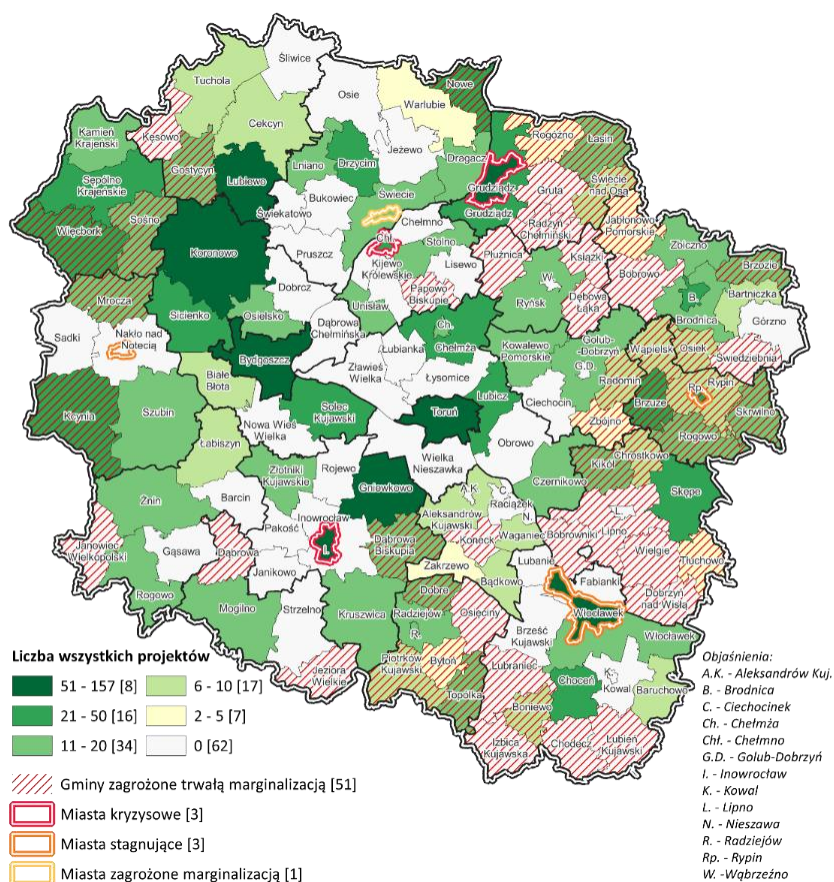 Śliwice
Tuchola
Osie
Nowe
Warlubie
Cekcyn
Kęsowo
Kamień
Krajeński
Rogóźno
Łasin
Jeżewo
Dragacz
Gostycyn
Lniano
Drzycim
Lubiewo
Sępólno
Krajeńskie
Grudziądz
Gruta
Świecie
nad Osą
Bukowiec
Świecie
Świekatowo
Grudziądz
Chełmno
Radzyń
Chełmiński
Jabłonowo
Pomorskie
Sośno
Więcbork
Koronowo
Chł.
Stolno
Pruszcz
Kijewo
Królewskie
Lisewo
Płużnica
Książki
Zbiczno
Bobrowo
Brzozie
Dobrcz
Papowo
Biskupie
W.
Ryńsk
Dębowa
Łąka
B.
Brodnica
Bartniczka
Mrocza
Unisław
Górzno
Sicienko
Osielsko
Dąbrowa
Chełmińska
Ch.
Chełmża
Sadki
Nakło nad
Notecią
Łubianka
Kowalewo
Pomorskie
Golub-
-Dobrzyń
G.D.
Wąpielsk
Osiek
Świedziebnia
Bydgoszcz
Zławieś
Wielka
Łysomice
Białe
Błota
Radomin
Rp.
Rypin
Kcynia
Szubin
Solec
Kujawski
Toruń
Lubicz
Ciechocin
Brzuze
Skrwilno
Zbójno
Rogowo
Łabiszyn
Nowa Wieś
Wielka
Obrowo
Wielka
Nieszawka
Chrostkowo
Kikół
Złotniki
Kujawskie
Rojewo
Gniewkowo
Czernikowo
Skępe
Żnin
Barcin
A.K.
C.
Raciążek
N.
Aleksandrów
Kujawski
Inowrocław
Pakość
L.
Lipno
Waganiec
Bobrowniki
Koneck
Wielgie
Tłuchowo
Janowiec
Wielkopolski
Gąsawa
Dąbrowa
I.
Dąbrowa
Biskupia
Lubanie
Zakrzewo
Bądkowo
Fabianki
Janikowo
Dobrzyń
nad Wisłą
Dobre
Rogowo
Mogilno
Strzelno
Kruszwica
Radziejów
R.
Osięciny
Włocławek
Brześć
Kujawski
Włocławek
Piotrków
Kujawski
Bytoń
Lubraniec
Jeziora
Wielkie
Topólka
Choceń
K.
Kowal
Baruchowo
Boniewo
Izbica
Kujawska
Chodecz
Lubień
Kujawski
Liczba wszystkich projektów
51 - 157 [8]
6 - 10 [17]
21 - 50 [16]
2 - 5 [7]
11 - 20 [34]
0 [62]
Gminy zagrożone trwałą marginalizacją [51]
Miasta kryzysowe [3]
Miasta stagnujące [3]
Miasta zagrożone marginalizacją [1]
Objaśnienia:
A.K. - Aleksandrów Kuj.
B. - Brodnica
C. - Ciechocinek
Ch. - Chełmża
Chł. - Chełmno
G.D. - Golub-Dobrzyń
I. - Inowrocław
K. - Kowal
L. - Lipno
N. - Nieszawa
R. - Radziejów
Rp. - Rypin
W. -Wąbrzeźno